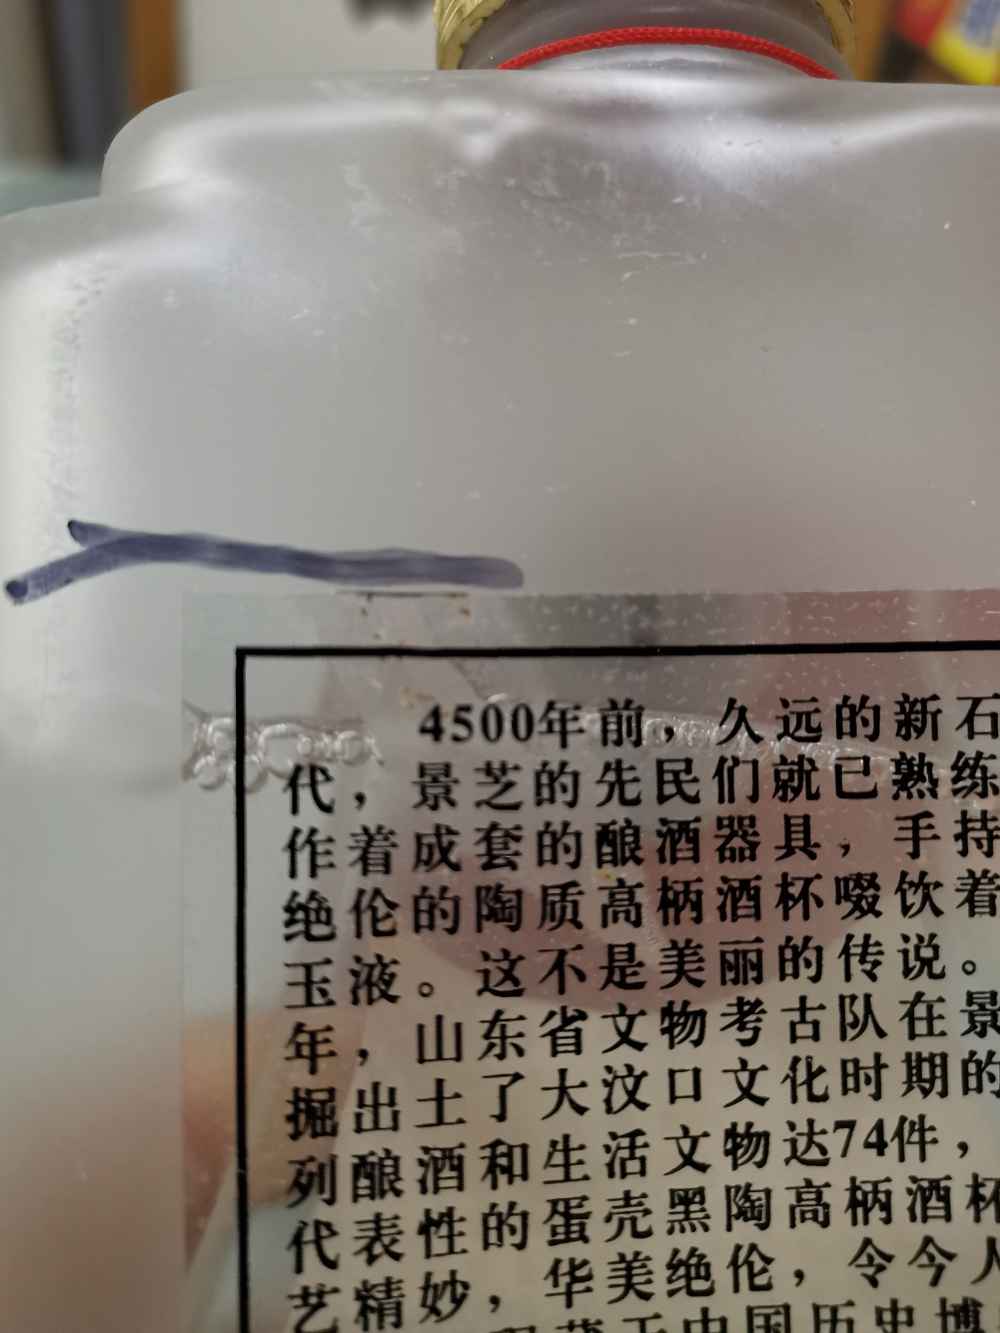 4500年前，久远的新石
代，景芝的先民们就已熟练
作着成套的酿酒器具，手持
绝伦的陶质高柄酒杯啜饮着
玉液。这不是美丽的传说。
年，山东省文物考古队在景
掘出土了大汶口文化时期的
列酿酒和生活文物达74件，
代表性的蛋壳黑陶高柄酒杯
艺精妙，华美绝伦，令今人
中国历史博